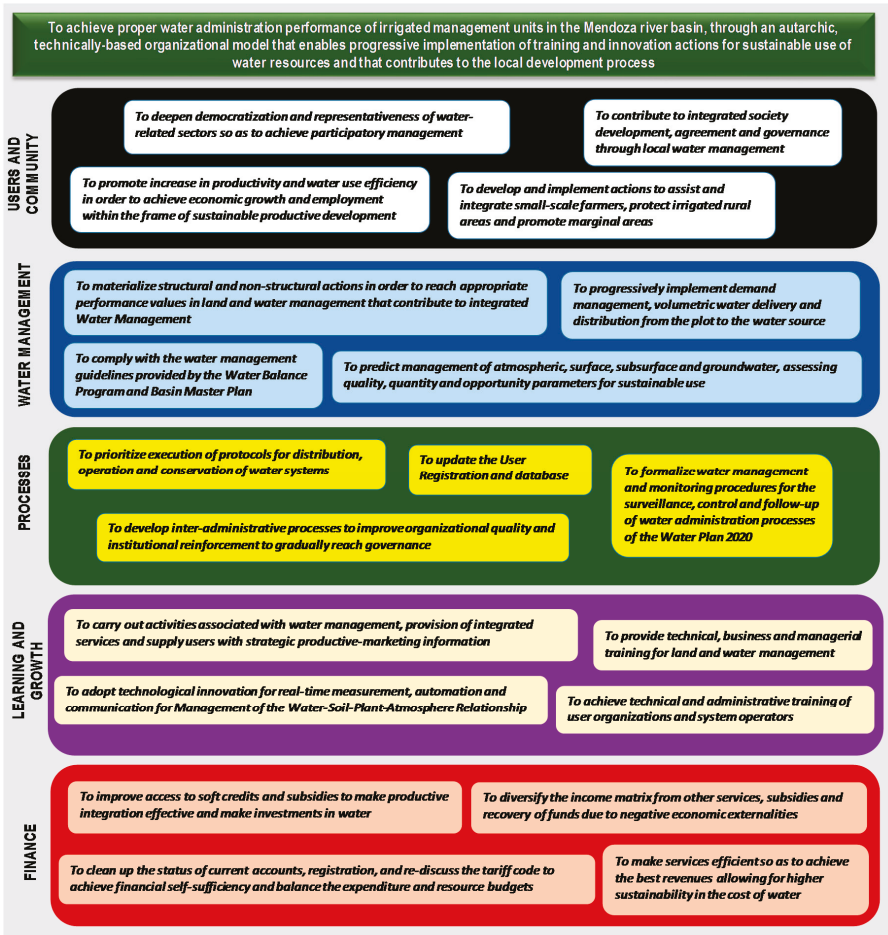 To achieve proper water administration performance of irrigated management units in the Mendoza river basin, through an autarchic,
technically-based organizational model that enables progressive implementation of training and innovation actions for sustainable use of
water resources and that contributes to the local development process
USERS AND
COMMUNITY
To deepen democratization and representativeness of water-
related sectors so as to achieve participatory management
To contribute to integrated society
development, agreement and governance
through local water management
To promote increase in productivity and water use efficiency
in order to achieve economic growth and employment
within the frame of sustainable productive development
To develop and implement actions to assist and
integrate small-scale farmers, protect irrigated rural
areas and promote marginal areas
WATER MANAGEMENT
To materialize structural and non-structural actions in order to reach appropriate
performance values in land and water management that contribute to integrated
Water Management
To progressively implement demand
management, volumetric water delivery and
distribution from the plot to the water source
To comply with the water management
guidelines provided by the Water Balance
Program and Basin Master Plan
To predict management of atmospheric, surface, subsurface and groundwater, assessing
quality, quantity and opportunity parameters for sustainable use
PROCESSES
To prioritize execution of protocols for distribution,
operation and conservation of water systems
To update the User
Registration and database
To formalize water management
and monitoring procedures for the
surveillance, control and follow-up
of water administration processes
of the Water Plan 2020
To develop inter-administrative processes to improve organizational quality and
institutional reinforcement to gradually reach governance
LEARNING AND
GROWTH
To carry out activities associated with water management, provision of integrated
services and supply users with strategic productive-marketing information
To provide technical, business and managerial
training for land and water management
To adopt technological innovation for real-time measurement, automation and
communication for Management of the Water-Soil-Plant-Atmosphere Relationship
To achieve technical and administrative training of
user organizations and system operators
FINANCE
To improve access to soft credits and subsidies to make productive
integration effective and make investments in water
To diversify the income matrix from other services, subsidies and
recovery of funds due to negative economic externalities
To clean up the status of current accounts, registration, and re-discuss the tariff code to
achieve financial self-sufficiency and balance the expenditure and resource budgets
To make services efficient so as to achieve
the best revenues allowing for higher
sustainability in the cost of water